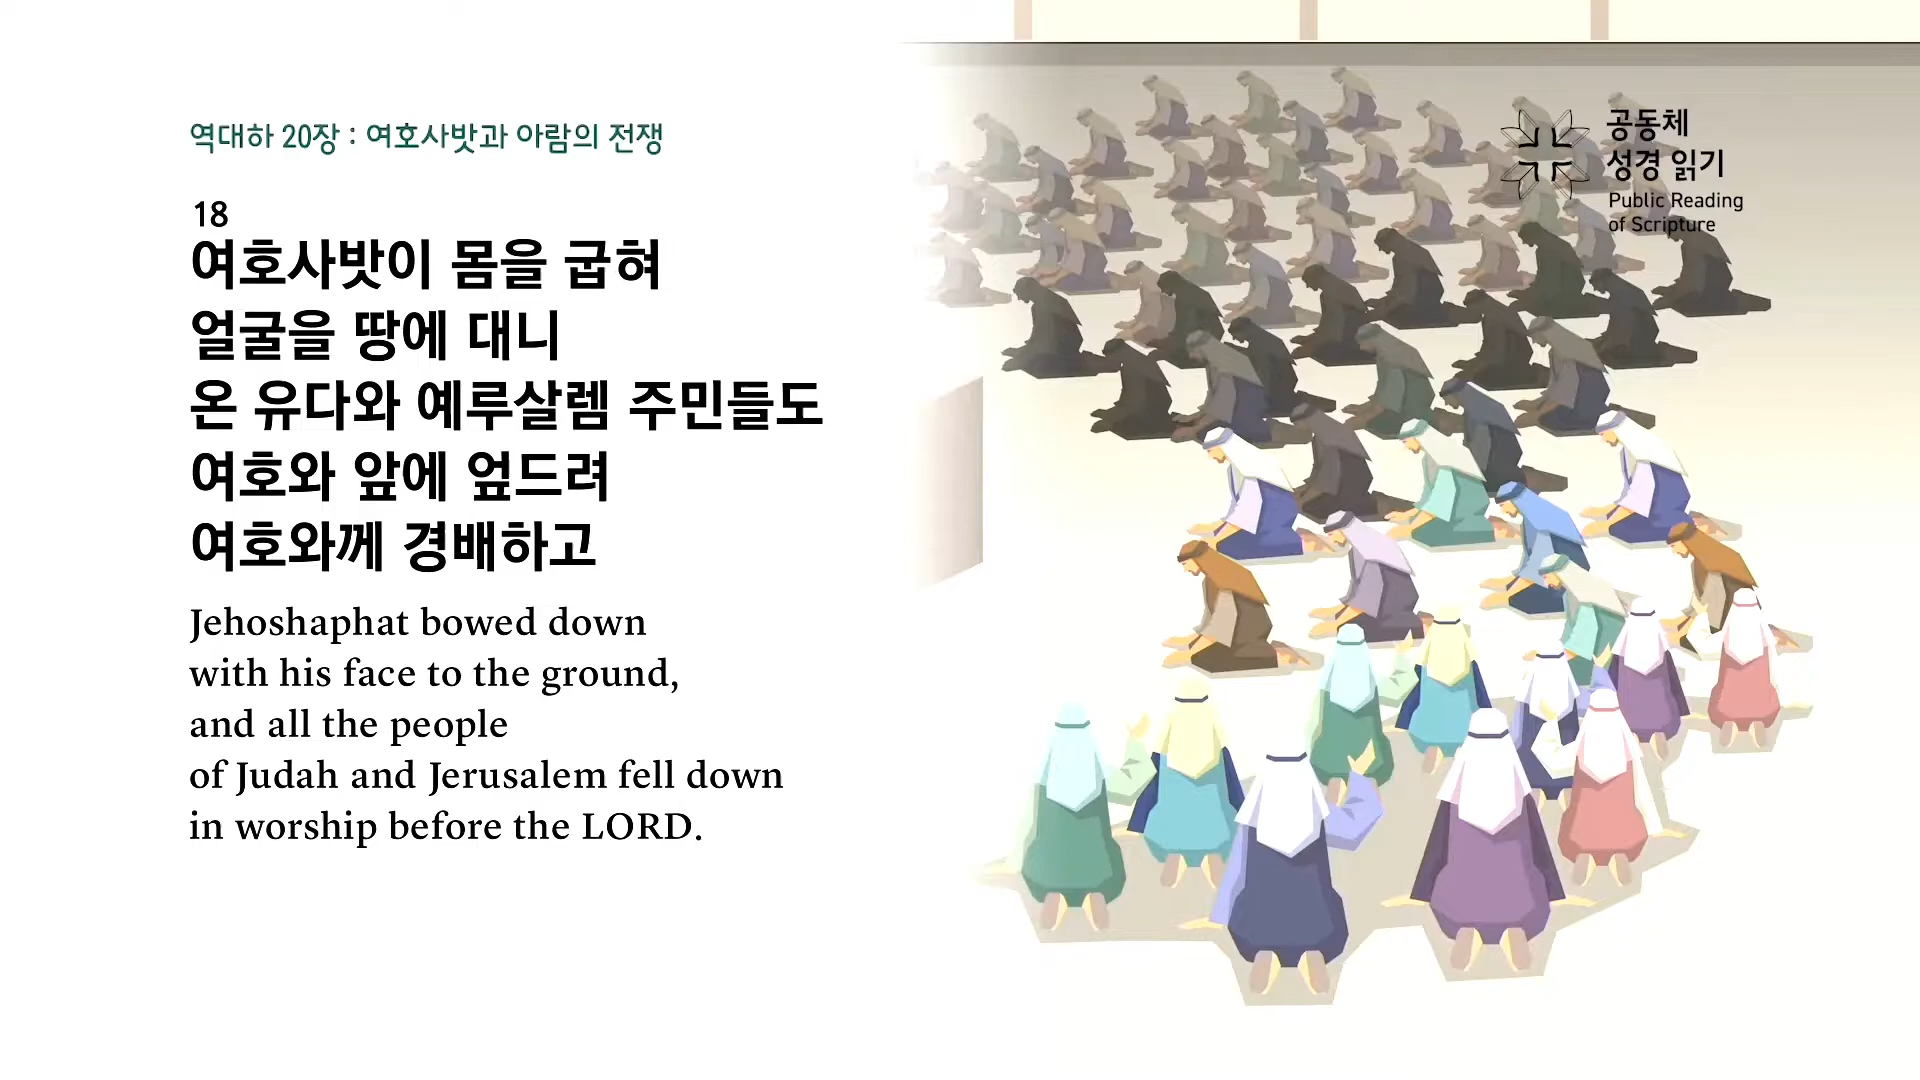 역대하 20장 : 여호사밧과 아람의 전쟁
18
여호사밧이 몸을 굽혀
얼굴을 땅에 대니
온 유다와 예루살렘 주민들도
여호와 앞에 엎드려
여호와께 경배하고
Jehoshaphat bowed down
with his face to the ground,
and all the people
of Judah and Jerusalem fell down
in worship before the LORD.
공동체
성경 읽기
Public Reading
of Scripture